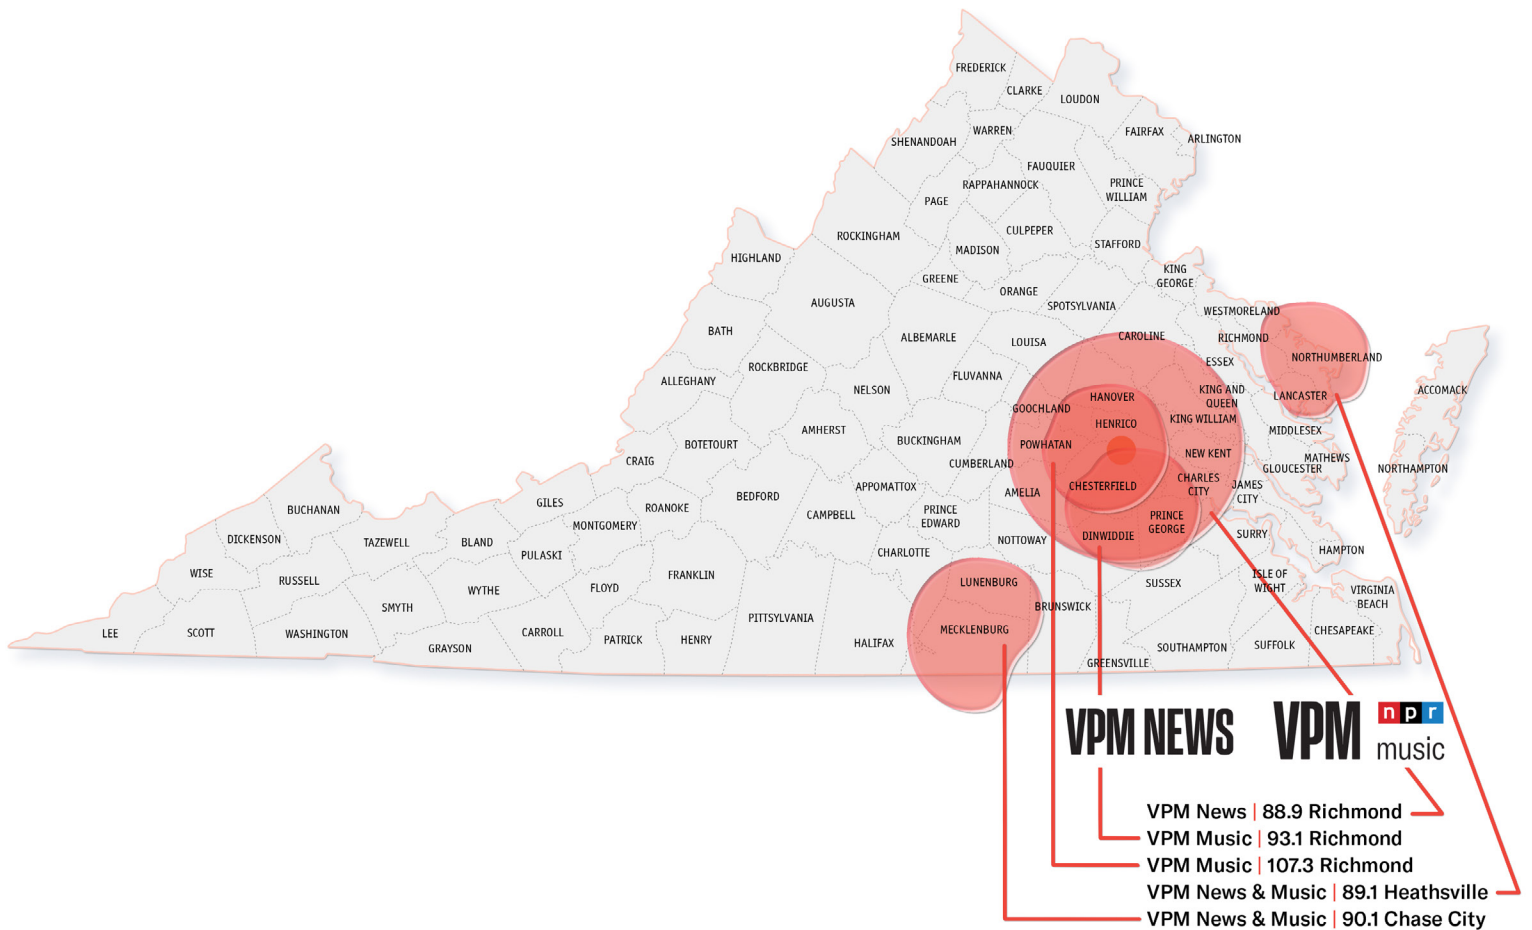 FREDERICK
CLARKE
LOUDON
WARREN
FAIRFAX
ARLINGTON
SHENANDOAH
FAUQUIER
RAPPAHANNOCK
PRINCE
WILLIAM
PAGE
ROCKINGHAM
CULPEPER
MADISON
STAFFORD
HIGHLAND
KING
GEORGE
GREENE
ORANGE
AUGUSTA
SPOTSYLVANIA
WESTMORELAND
BATH
ALBEMARLE
LOUISA
CAROLINE
RICHMOND
NORTHUMBERLAND
ESSEX
ROCKBRIDGE
ALLEGHANY
FLUVANNA
NELSON
HANOVER
KING AND
QUEEN
LANCASTER
ACCOMACK
GOOCHLAND
KING WILLIAM
HENRICO
AMHERST
BUCKINGHAM
MIDDLESEX
BOTETOURT
POWHATAN
NEW KENT
CRAIG
CUMBERLAND
MATHEWS
GLOUCESTER
NORTHAMPTON
CHESTERFIELD
CHARLES
CITY
JAMES
CITY
APPOMATTOX
AMELIA
BEDFORD
GILES
ROANOKE
BUCHANAN
CAMPBELL
PRINCE
EDWARD
PRINCE
GEORGE
MONTGOMERY
DICKENSON
TAZEWELL
BLAND
NOTTOWAY
DINWIDDIE
SURRY
HAMPTON
PULASKI
CHARLOTTE
WISE
RUSSELL
FRANKLIN
LUNENBURG
SUSSEX
ISLE OF
WIGHT
WYTHE
FLOYD
VIRGINIA
BEACH
SMYTH
BRUNSWICK
PITTSYLVANIA
LEE
SCOTT
WASHINGTON
CARROLL
PATRICK
HENRY
HALIFAX
MECKLENBURG
CHESAPEAKE
GRAYSON
SOUTHAMPTON
SUFFOLK
GREENSVILLE
VPM NEWS
VPM npr music
VPM News | 88.9 Richmond
VPM Music | 93.1 Richmond
VPM Music | 107.3 Richmond
VPM News & Music | 89.1 Heathsville
VPM News & Music | 90.1 Chase City